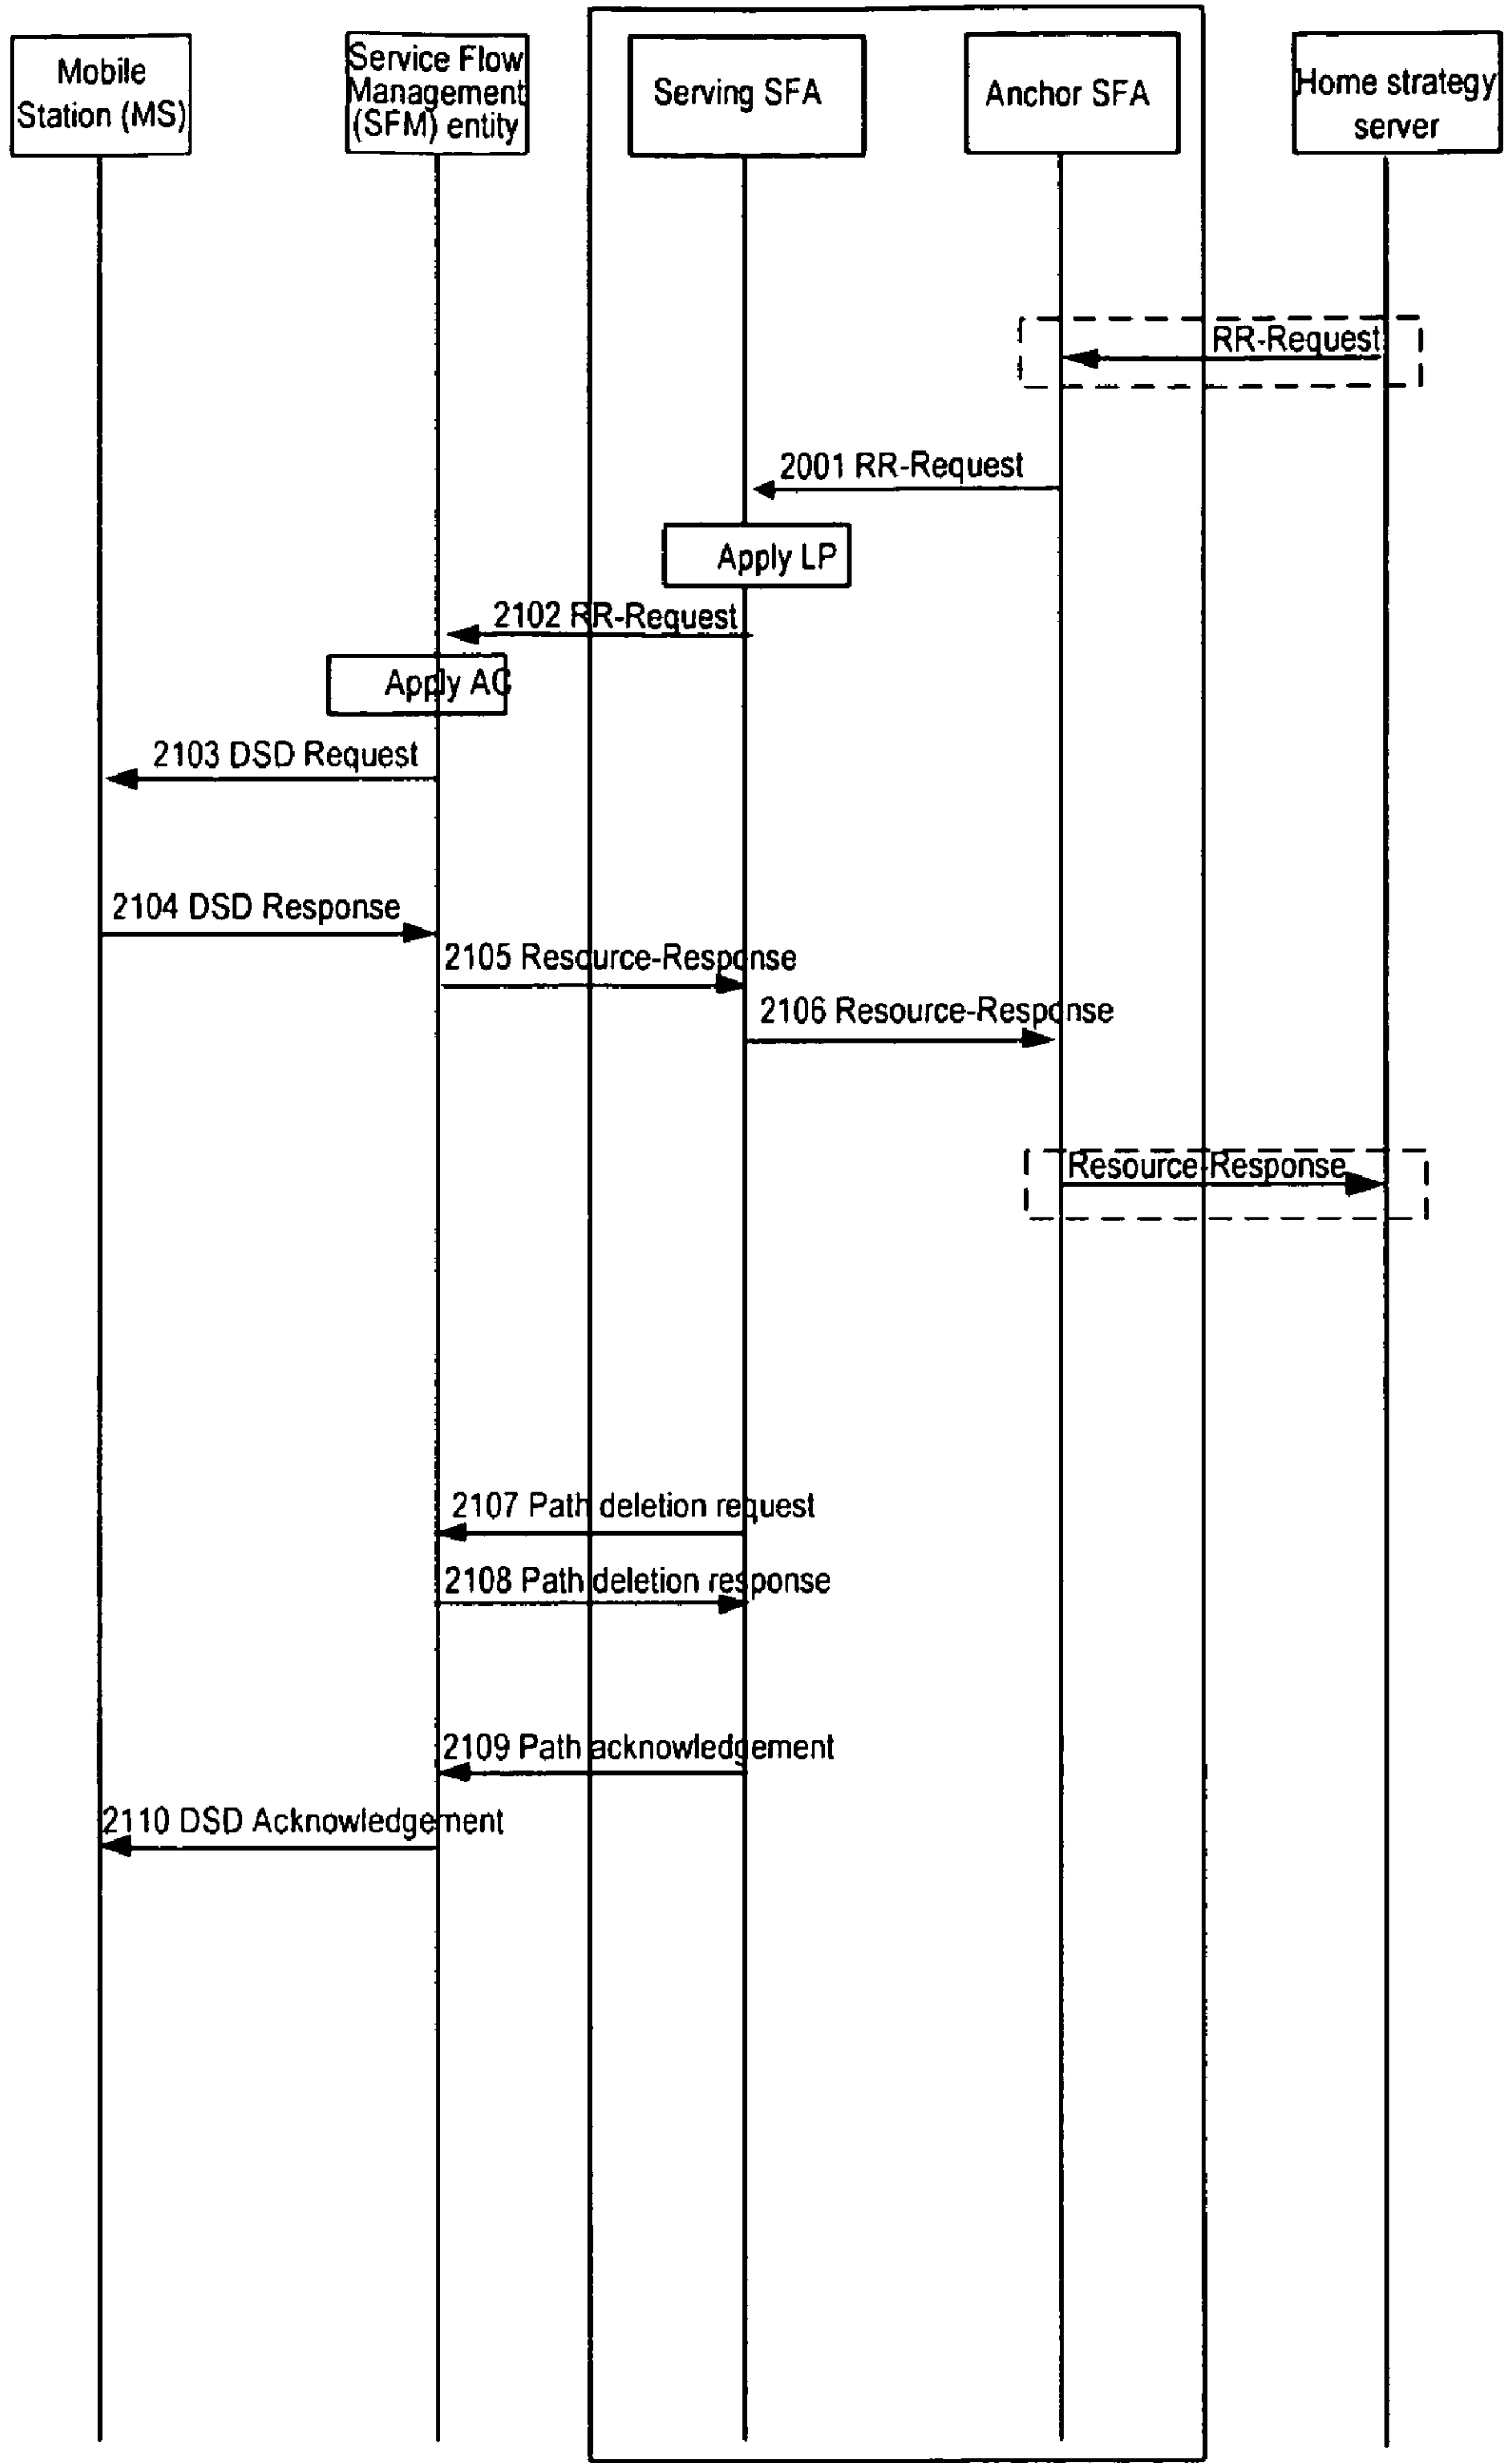 Mobile
Station (MS)
Service Flow
Management
(SFM) entity
Serving SFA
Anchor SFA
Home strategy
server
RR-Request
2001 RR-Request
Apply LP
2102 RR-Request
Apply AC
2103 DSD Request
2104 DSD Response
2105 Resource-Response
2106 Resource-Response
Resource-Response
2107 Path deletion request
2108 Path deletion response
2109 Path acknowledgement
2110 DSD Acknowledgement